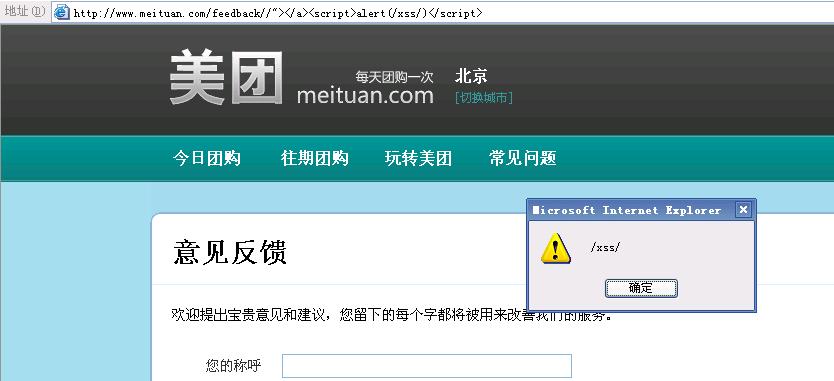 地址(D) http://www.meituan.com/feedback//"></a><script>alert(/xss/)</script>
美团 每天团购一次 北京
meituan.com [切换城市]
今日团购 往期团购 玩转美团 常见问题
Microsoft Internet Explorer
意见反馈
/xss/
确定
欢迎提出宝贵意见和建议，您留下的每个字都将被用来改善我们的服务。
您的称呼